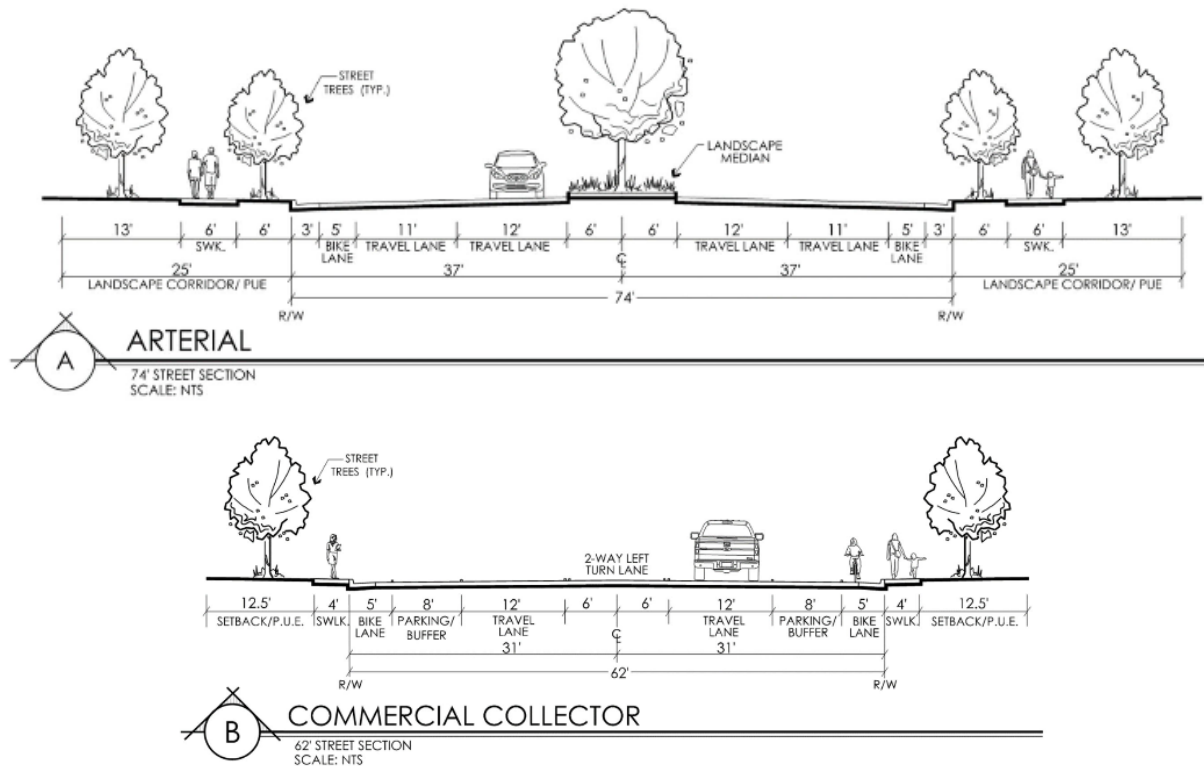 STREET
TREES (TYP.)
LANDSCAPE
MEDIAN
13' 6' 6' 3' 5' 11' 12' 6' 6' 12' 11' 5' 3' 6' 6' 13'
SWK. BIKE LANE TRAVEL LANE TRAVEL LANE TRAVEL LANE TRAVEL LANE BIKE LANE SWK.
25' 37' ℄ 37' 25'
LANDSCAPE CORRIDOR/ PUE LANDSCAPE CORRIDOR/ PUE
74'
R/W R/W
A ARTERIAL
74' STREET SECTION
SCALE: NTS
STREET
TREES (TYP.)
2-WAY LEFT
TURN LANE
12.5' 4' 5' 8' 12' 6' 6' 12' 8' 5' 4' 12.5'
SETBACK/P.U.E. SWLK. BIKE LANE PARKING/ BUFFER TRAVEL LANE TRAVEL LANE PARKING/ BUFFER BIKE LANE SWLK. SETBACK/P.U.E.
31' ℄ 31'
62'
R/W R/W
B COMMERCIAL COLLECTOR
62' STREET SECTION
SCALE: NTS